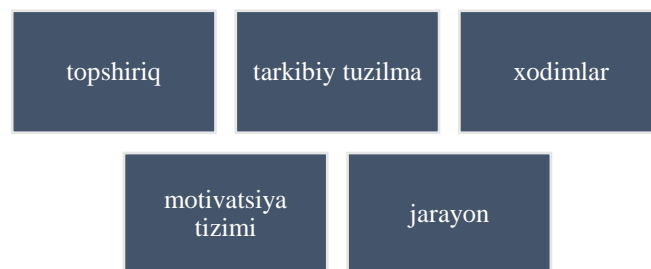 topshiriq
tarkibiy tuzilma
xodimlar
motivatsiya
tizimi
jarayon